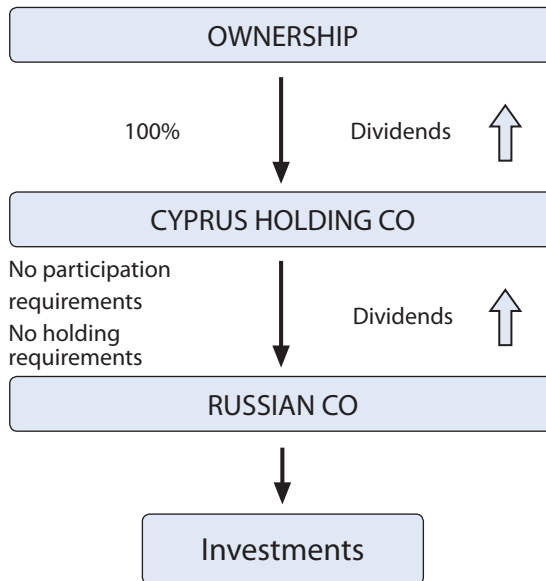 OWNERSHIP
100%
Dividends
CYPRUS HOLDING CO
No participation
requirements
No holding
requirements
Dividends
RUSSIAN CO
Investments